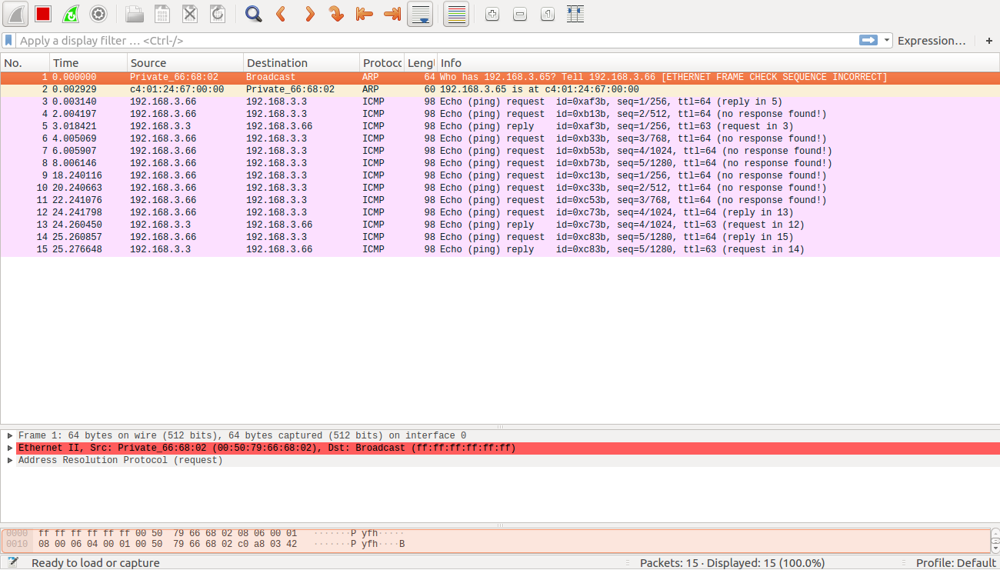 Apply a display filter … <Ctrl-/> Expression… +
No. Time Source Destination Protoc Lengt Info
1 0.000000 Private_66:68:02 Broadcast ARP 64 Who has 192.168.3.65? Tell 192.168.3.66 [ETHERNET FRAME CHECK SEQUENCE INCORRECT]
2 0.002929 c4:01:24:67:00:00 Private_66:68:02 ARP 60 192.168.3.65 is at c4:01:24:67:00:00
3 0.003140 192.168.3.66 192.168.3.3 ICMP 98 Echo (ping) request id=0xaf3b, seq=1/256, ttl=64 (reply in 5)
4 2.004197 192.168.3.66 192.168.3.3 ICMP 98 Echo (ping) request id=0xb13b, seq=2/512, ttl=64 (no response found!)
5 3.018421 192.168.3.3 192.168.3.66 ICMP 98 Echo (ping) reply id=0xaf3b, seq=1/256, ttl=63 (request in 3)
6 4.005069 192.168.3.66 192.168.3.3 ICMP 98 Echo (ping) request id=0xb33b, seq=3/768, ttl=64 (no response found!)
7 6.005907 192.168.3.66 192.168.3.3 ICMP 98 Echo (ping) request id=0xb53b, seq=4/1024, ttl=64 (no response found!)
8 8.006146 192.168.3.66 192.168.3.3 ICMP 98 Echo (ping) request id=0xb73b, seq=5/1280, ttl=64 (no response found!)
9 18.240116 192.168.3.66 192.168.3.3 ICMP 98 Echo (ping) request id=0xc13b, seq=1/256, ttl=64 (no response found!)
10 20.240663 192.168.3.66 192.168.3.3 ICMP 98 Echo (ping) request id=0xc33b, seq=2/512, ttl=64 (no response found!)
11 22.241076 192.168.3.66 192.168.3.3 ICMP 98 Echo (ping) request id=0xc53b, seq=3/768, ttl=64 (no response found!)
12 24.241798 192.168.3.66 192.168.3.3 ICMP 98 Echo (ping) request id=0xc73b, seq=4/1024, ttl=64 (reply in 13)
13 24.260450 192.168.3.3 192.168.3.66 ICMP 98 Echo (ping) reply id=0xc73b, seq=4/1024, ttl=63 (request in 12)
14 25.260857 192.168.3.66 192.168.3.3 ICMP 98 Echo (ping) request id=0xc83b, seq=5/1280, ttl=64 (reply in 15)
15 25.276648 192.168.3.3 192.168.3.66 ICMP 98 Echo (ping) reply id=0xc83b, seq=5/1280, ttl=63 (request in 14)
Frame 1: 64 bytes on wire (512 bits), 64 bytes captured (512 bits) on interface 0
Ethernet II, Src: Private_66:68:02 (00:50:79:66:68:02), Dst: Broadcast (ff:ff:ff:ff:ff:ff)
Address Resolution Protocol (request)
0000 ff ff ff ff ff ff 00 50 79 66 68 02 08 06 00 01 ·······P yfh·····
0010 08 00 06 04 00 01 00 50 79 66 68 02 c0 a8 03 42 ·······P yfh····B
Ready to load or capture Packets: 15 · Displayed: 15 (100.0%) Profile: Default